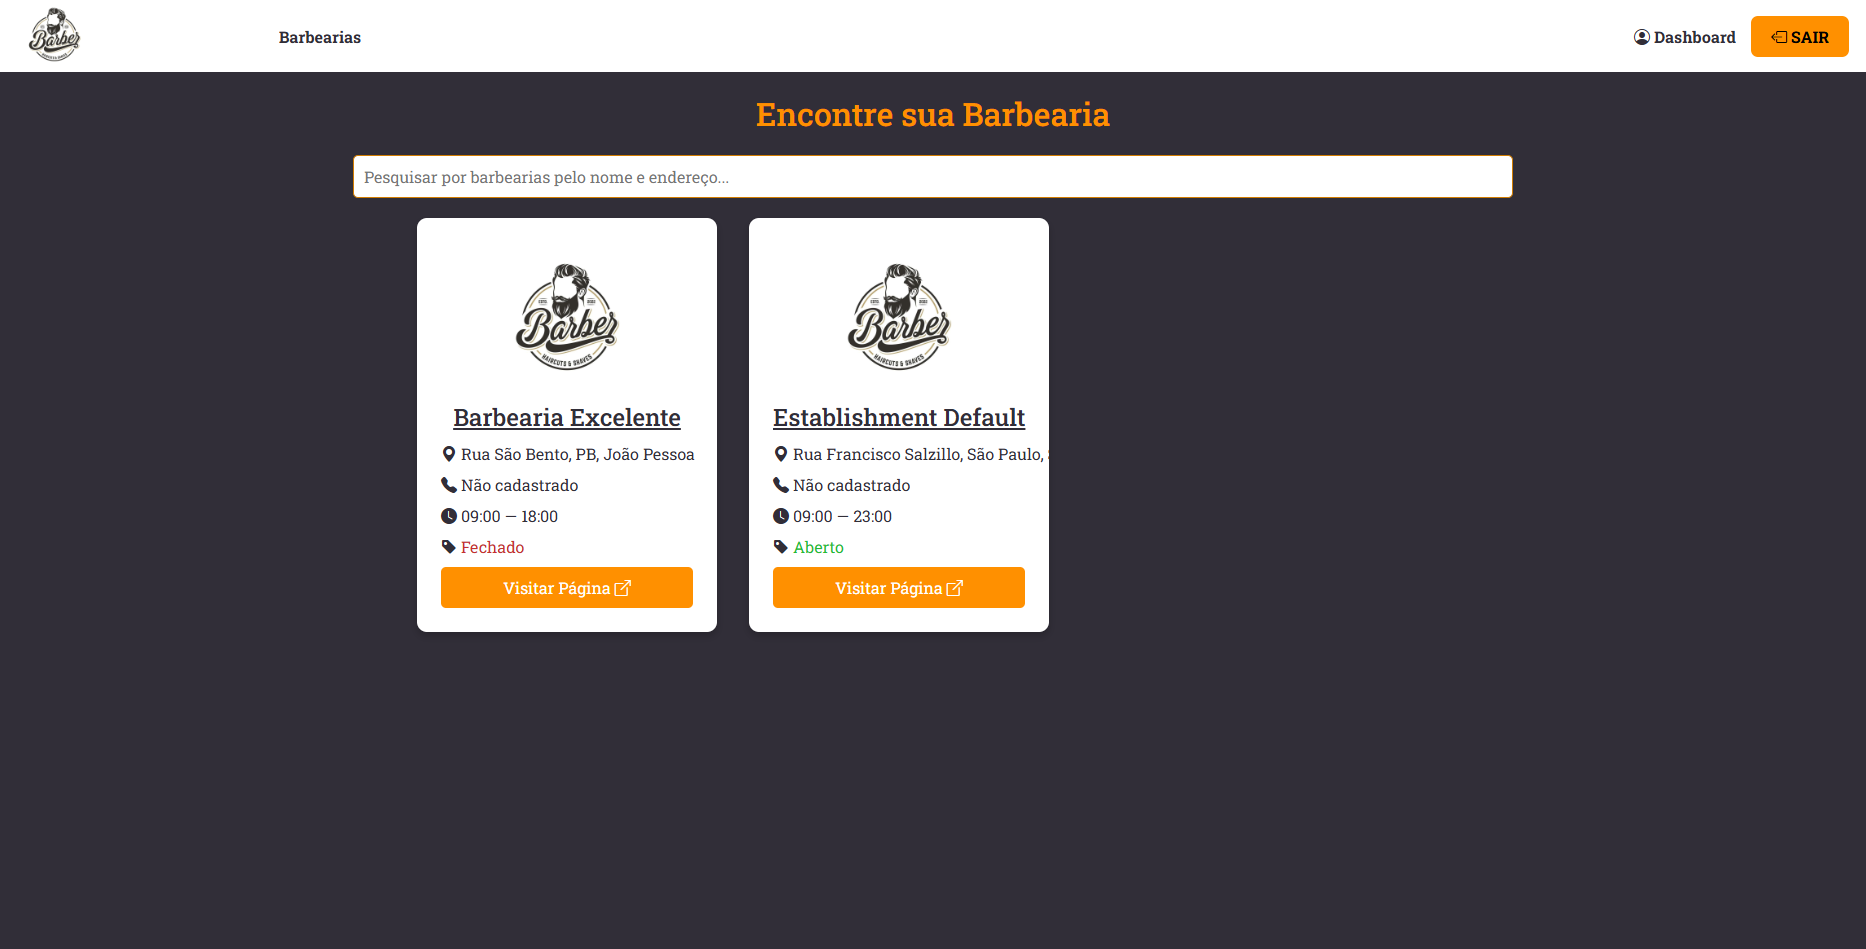 Barber
Barbearias
Dashboard
SAIR
Encontre sua Barbearia
Pesquisar por barbearias pelo nome e endereço...
Barber
HAIRCUTS & SHAVES
Barbearia Excelente
Rua São Bento, PB, João Pessoa
Não cadastrado
09:00 — 18:00
Fechado
Visitar Página
Barber
HAIRCUTS & SHAVES
Establishment Default
Rua Francisco Salzillo, São Paulo,
Não cadastrado
09:00 — 23:00
Aberto
Visitar Página